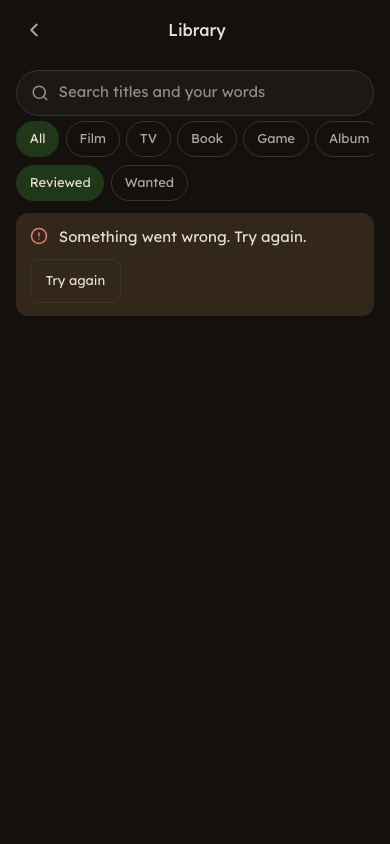 Library
Search titles and your words
All Film TV Book Game Album
Reviewed Wanted
Something went wrong. Try again.
Try again